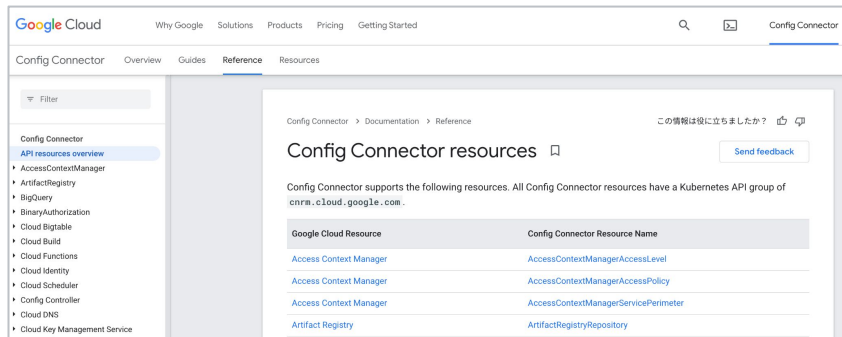 Google Cloud Why Google Solutions Products Pricing Getting Started Config Connector
Config Connector Overview Guides Reference Resources
Filter
Config Connector
API resources overview
AccessContextManager
ArtifactRegistry
BigQuery
BinaryAuthorization
Cloud Bigtable
Cloud Build
Cloud Functions
Cloud Identity
Cloud Scheduler
Config Controller
Cloud DNS
Cloud Key Management Service
Config Connector > Documentation > Reference
この情報は役に立ちましたか？
Config Connector resources
Send feedback
Config Connector supports the following resources. All Config Connector resources have a Kubernetes API group of
cnrm.cloud.google.com.
Google Cloud Resource Config Connector Resource Name
Access Context Manager AccessContextManagerAccessLevel
Access Context Manager AccessContextManagerAccessPolicy
Access Context Manager AccessContextManagerServicePerimeter
Artifact Registry ArtifactRegistryRepository